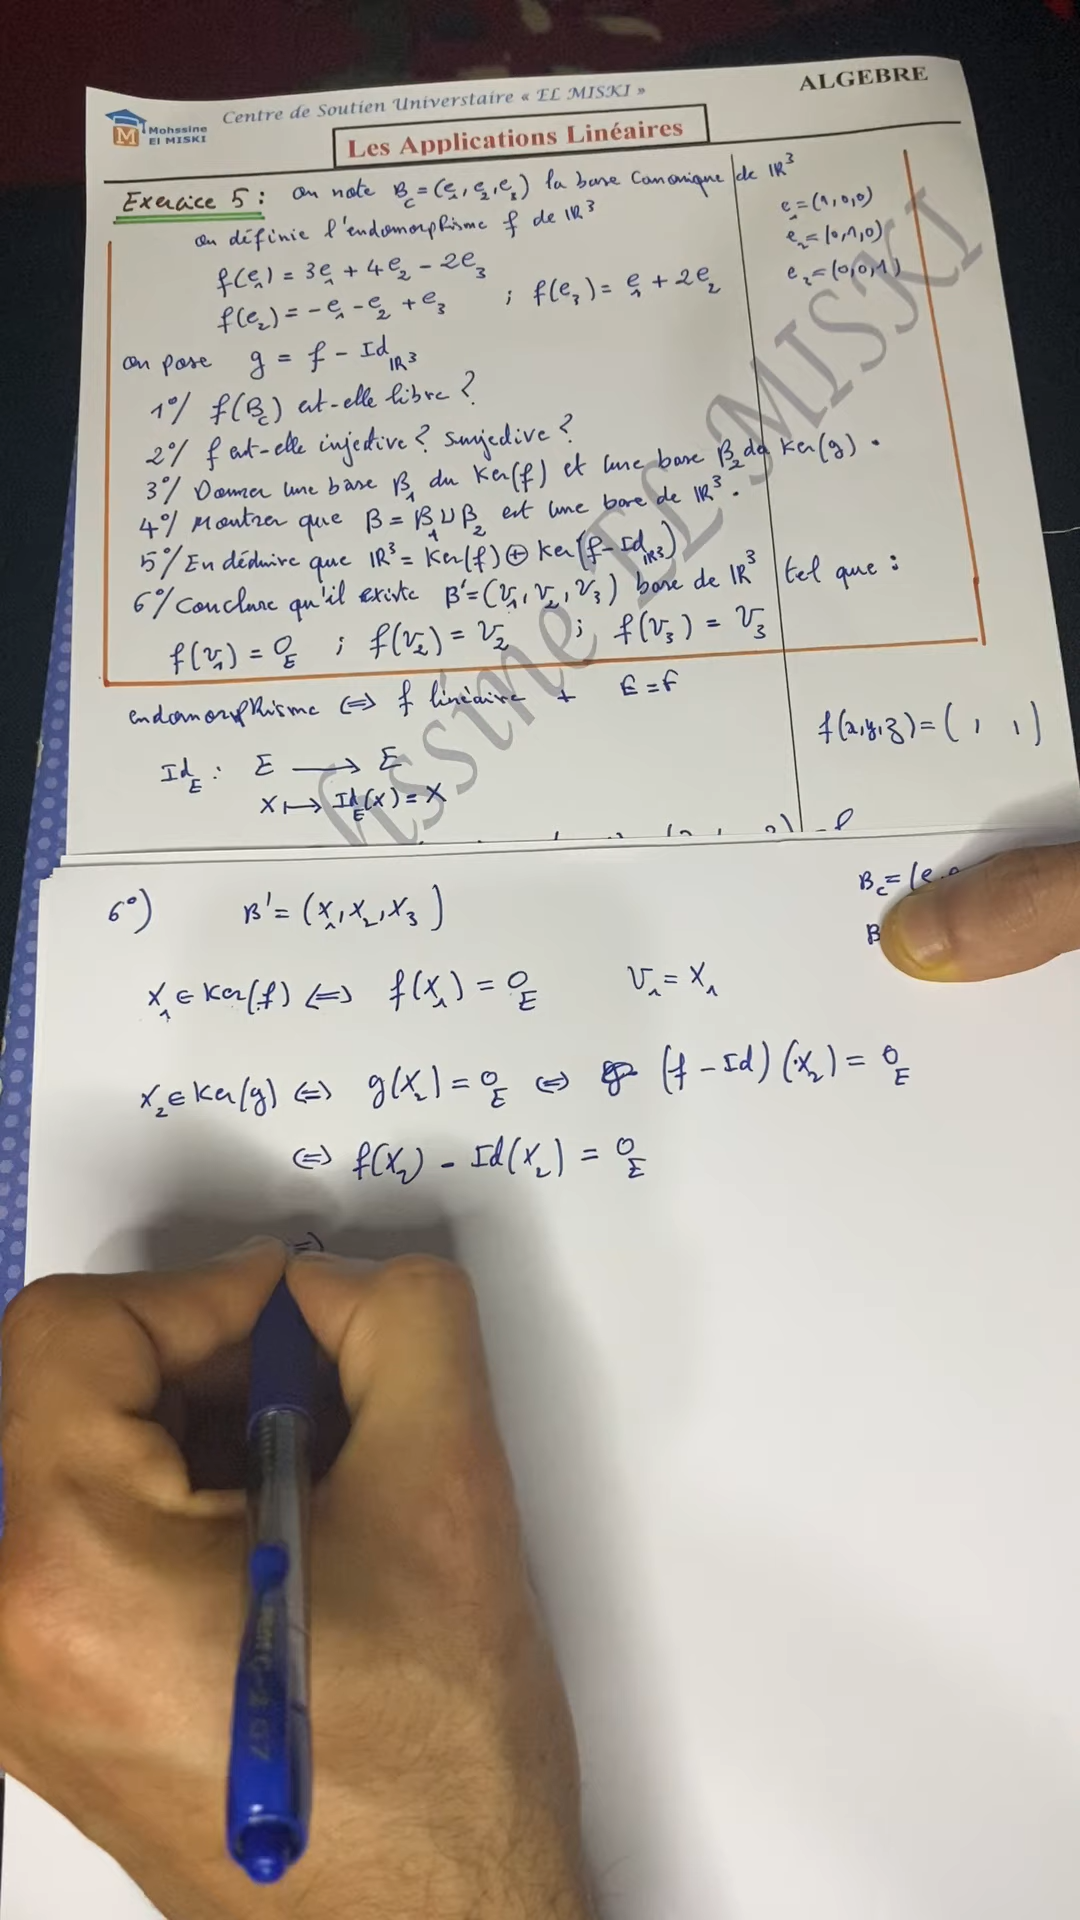 ALGEBRE
Centre de Soutien Universtaire « EL MISKI »
M Mohssine El MISKI
Les Applications Linéaires
Exercice 5 : on note B_c = (e_1, e_2, e_3) la base Canonique de IR^3
e_1 = (1,0,0)
on définie l'endomorphisme f de IR^3
e_2 = (0,1,0)
f(e_1) = 3e_1 + 4e_2 - 2e_3
e_3 = (0,0,1)
f(e_2) = -e_1 - e_2 + e_3 ; f(e_3) = e_1 + 2e_2
on pose g = f - Id_IR^3
1°/ f(B_c) est-elle libre ?
2°/ f est-elle injective ? Surjective ?
3°/ Donner une base B_1 du Ker(f) et une base B_2 de Ker(g).
4°/ Montrer que B = B_1 ∪ B_2 est une base de IR^3.
5°/ En déduire que IR^3 = Ker(f) ⊕ Ker(f - Id_IR^3)
6°/ Conclure qu'il existe B' = (V_1, V_2, V_3) base de IR^3 tel que :
f(V_1) = 0_E ; f(V_2) = V_2 ; f(V_3) = V_3
endomorphisme ⇔ f linéaire + E = F
f(x,y,z) = ( , , )
Id_E : E ⟶ E
X ⟼ Id_E(X) = X
ssine EL MISKI
6°) B' = (X_1, X_2, X_3)
B_c = (e
B
X_1 ∈ Ker(f) ⇔ f(X_1) = 0_E V_1 = X_1
X_2 ∈ Ker(g) ⇔ g(X_2) = 0_E ⇔ (f - Id)(X_2) = 0_E
⇔ f(X_2) - Id(X_2) = 0_E